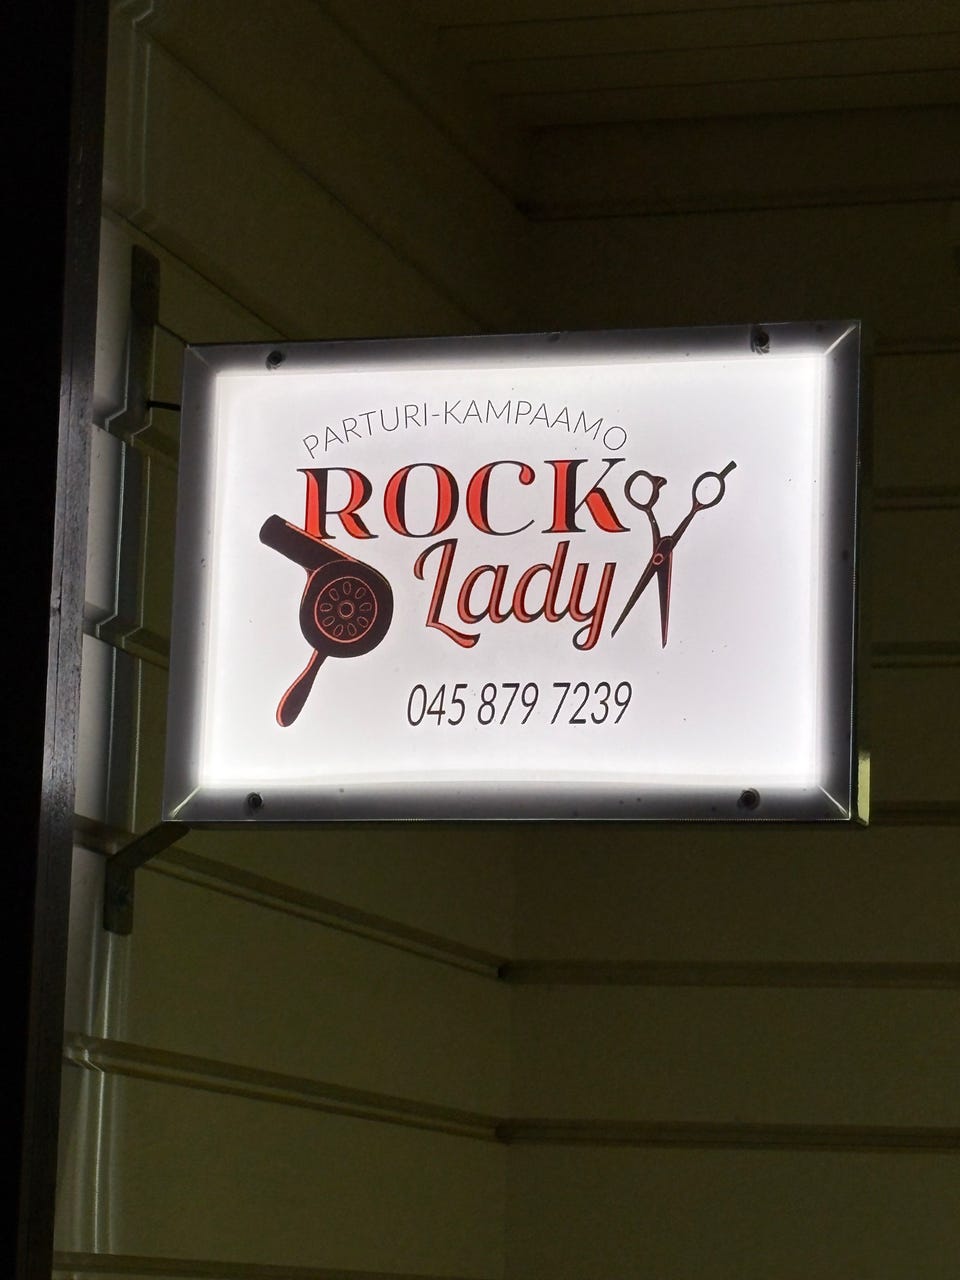 PARTURI-KAMPAAMO
ROCK
Lady
045 879 7239